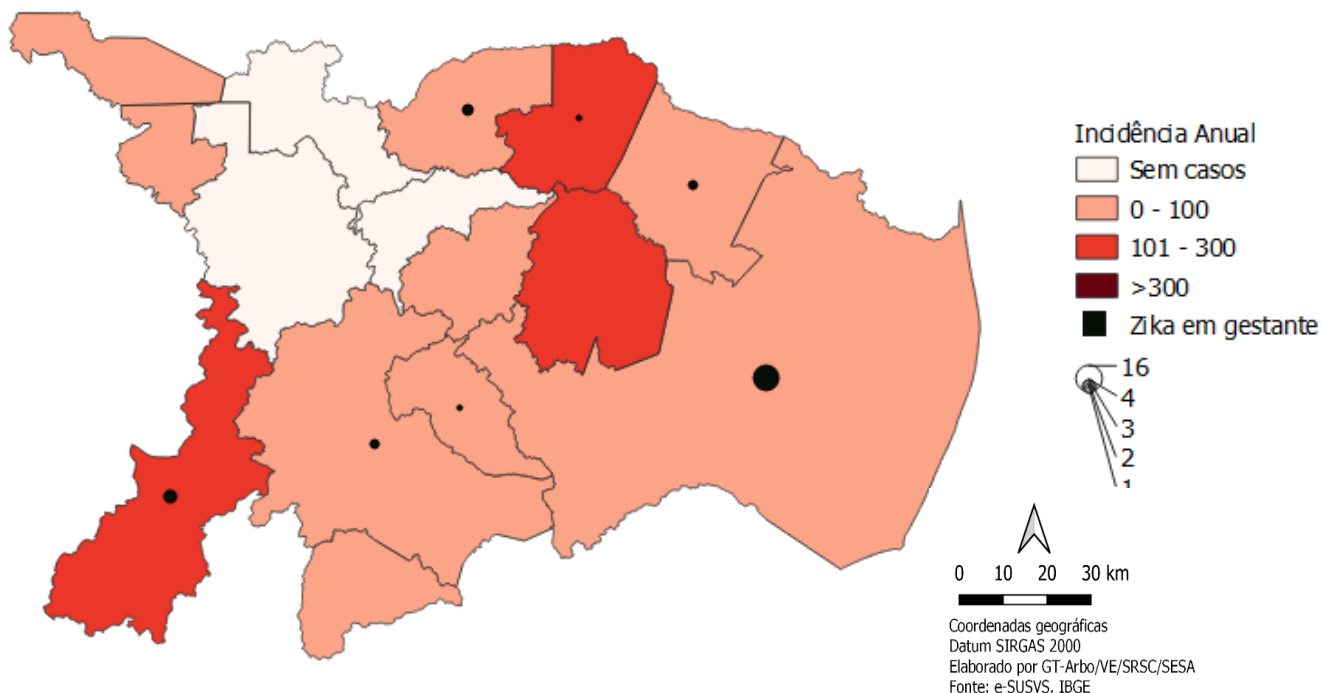 Incidência Anual
Sem casos
0 - 100
101 - 300
>300
Zika em gestante
16
4
3
2
1
0 10 20 30 km
Coordenadas geográficas
Datum SIRGAS 2000
Elaborado por GT-Arbo/VE/SRSC/SESA
Fonte: e-SUSVS, IBGE